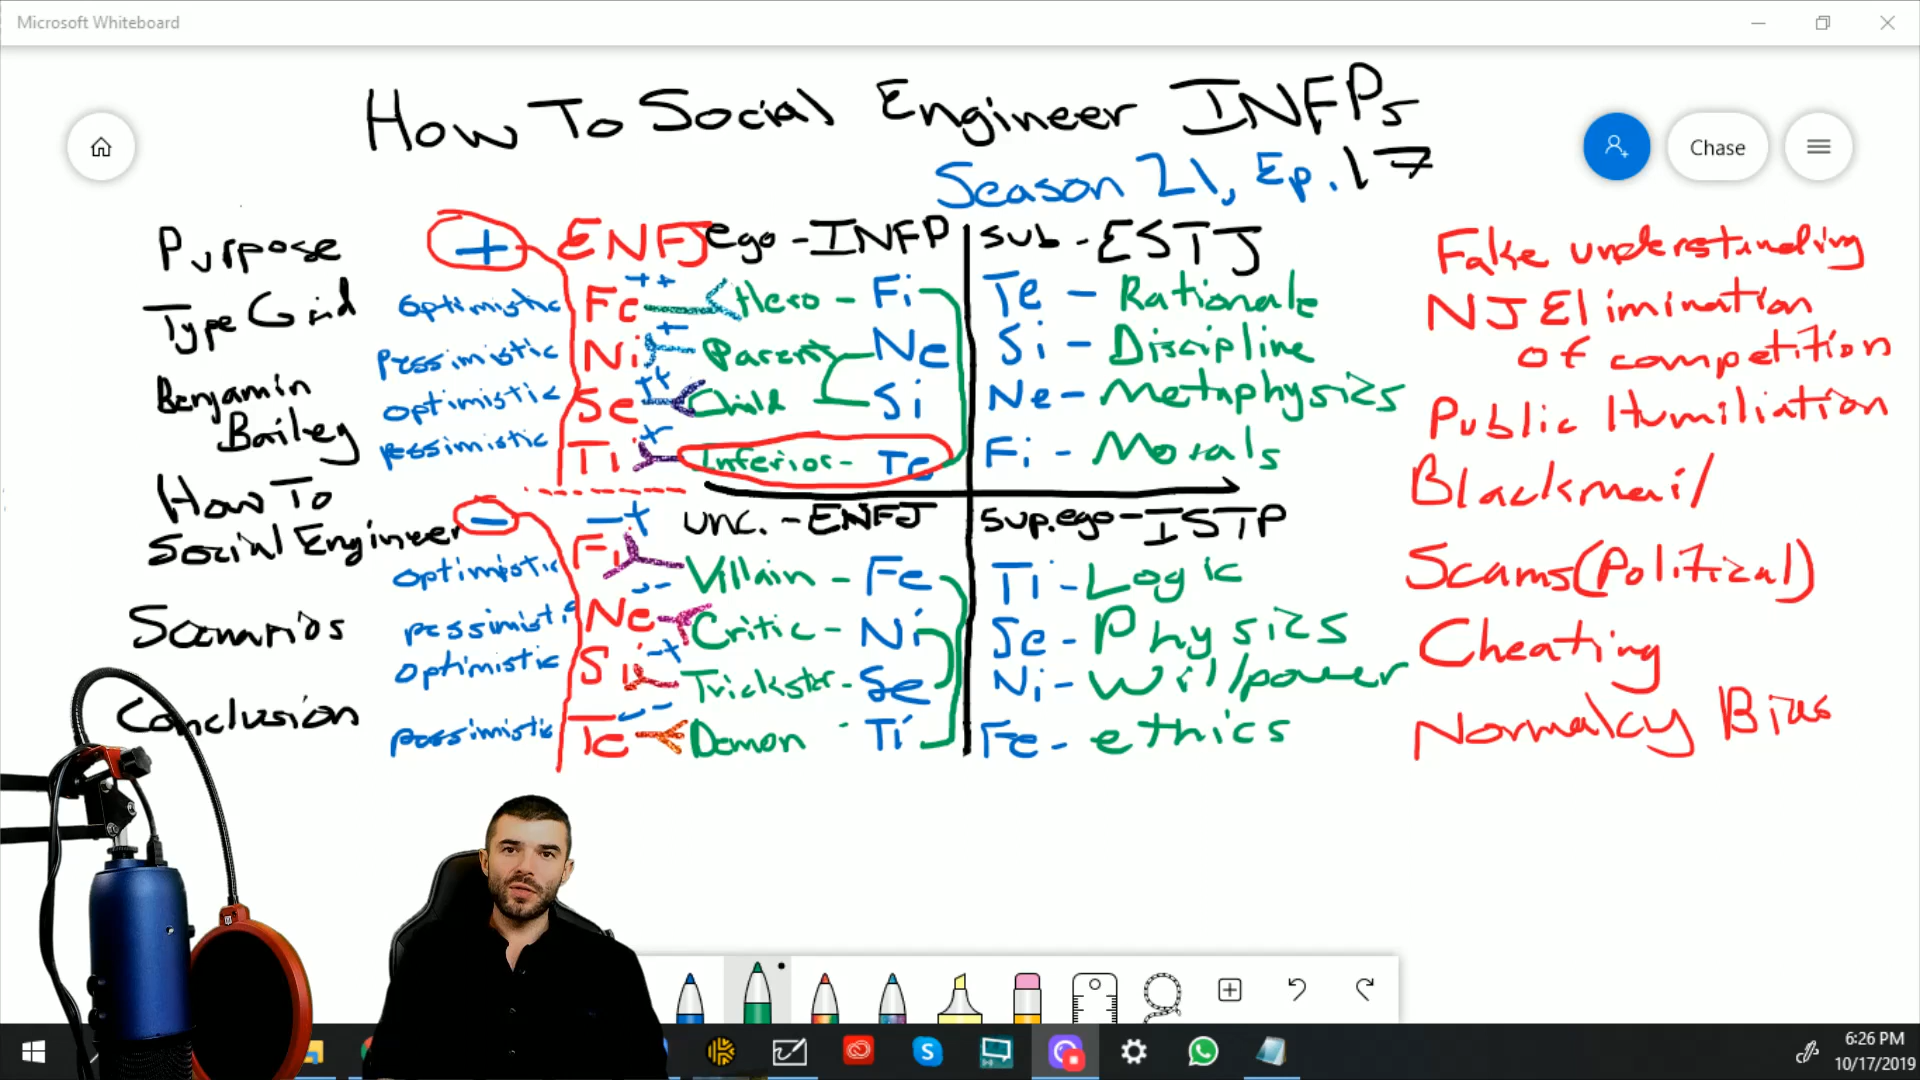 Microsoft Whiteboard
How To Social Engineer INFPs
Season 21, Ep. 17
Chase
Purpose
Type Grid
Benjamin
Bailey
How To
Social Engineer
Scenarios
Conclusion
+ ENFJ ego - INFP sub - ESTJ
optimistic Fe ++ Hero - Fi Te - Rationale
Pessimistic Ni -+ Parent Ne Si - Discipline
optimistic Se ++ Child Si Ne - Metaphysics
pessimistic Ti -+ Inferior - Te Fi - Morals
- unc. - ENFJ sup.ego - ISTP
optimistic Fi -+ Villain - Fe Ti - Logic
pessimistic Ne -- Critic - Ni Se - Physics
optimistic Si -+ Trickster - Se Ni - Willpower
pessimistic Te -- Demon - Ti Fe - ethics
Fake understanding
NJ Elimination
of competition
Public Humiliation
Blackmail
Scams (Political)
Cheating
Normalcy Bias
6:26 PM
10/17/2019